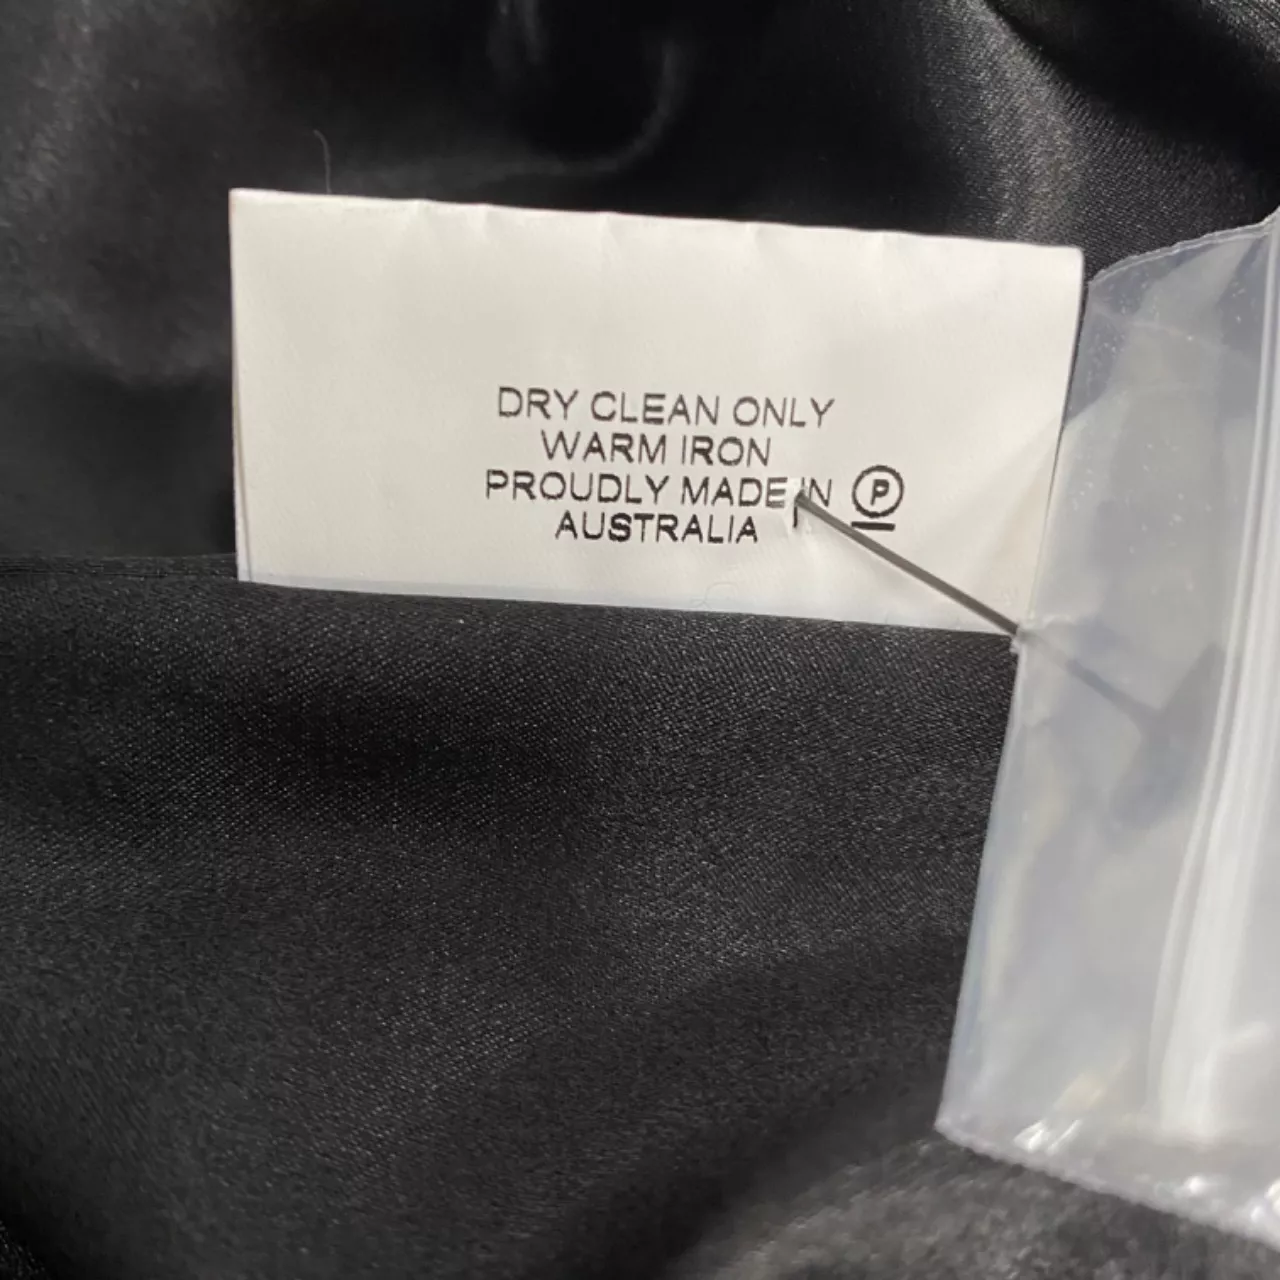 DRY CLEAN ONLY
WARM IRON
PROUDLY MADE IN
AUSTRALIA
P